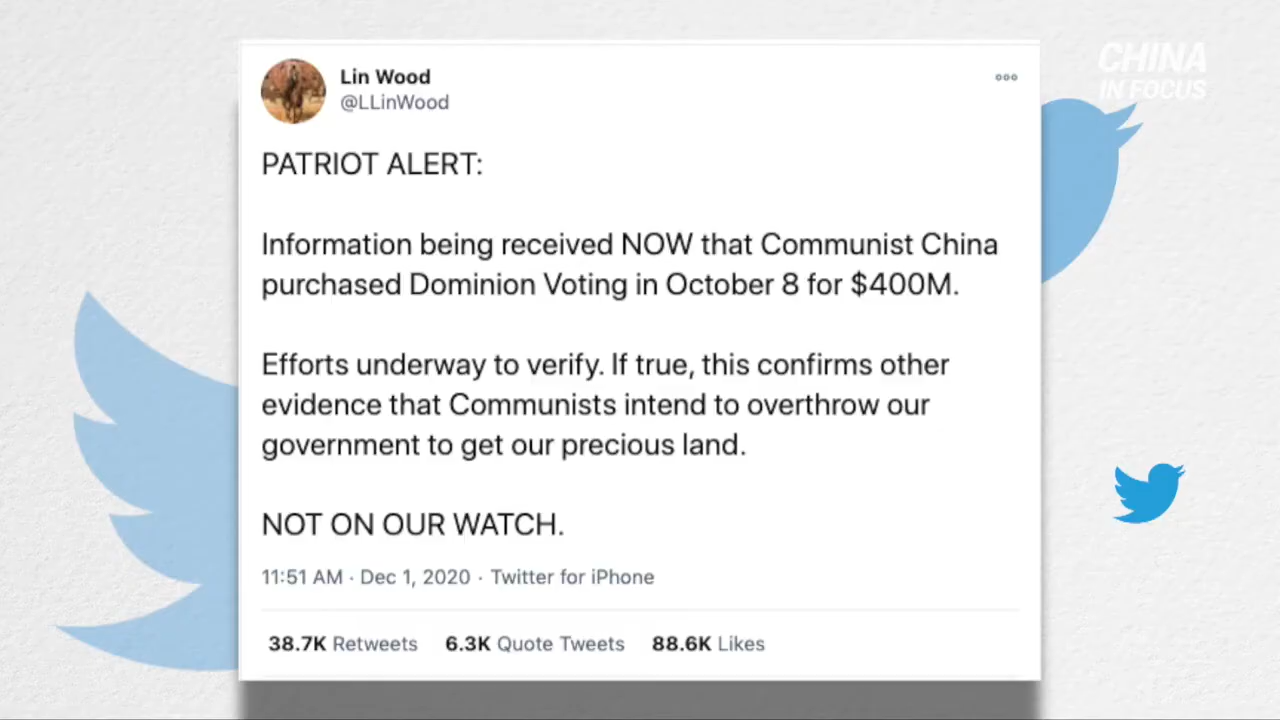 CHINA
IN FOCUS
Lin Wood
@LLinWood
PATRIOT ALERT:
Information being received NOW that Communist China
purchased Dominion Voting in October 8 for $400M.
Efforts underway to verify. If true, this confirms other
evidence that Communists intend to overthrow our
government to get our precious land.
NOT ON OUR WATCH.
11:51 AM · Dec 1, 2020 · Twitter for iPhone
38.7K Retweets 6.3K Quote Tweets 88.6K Likes